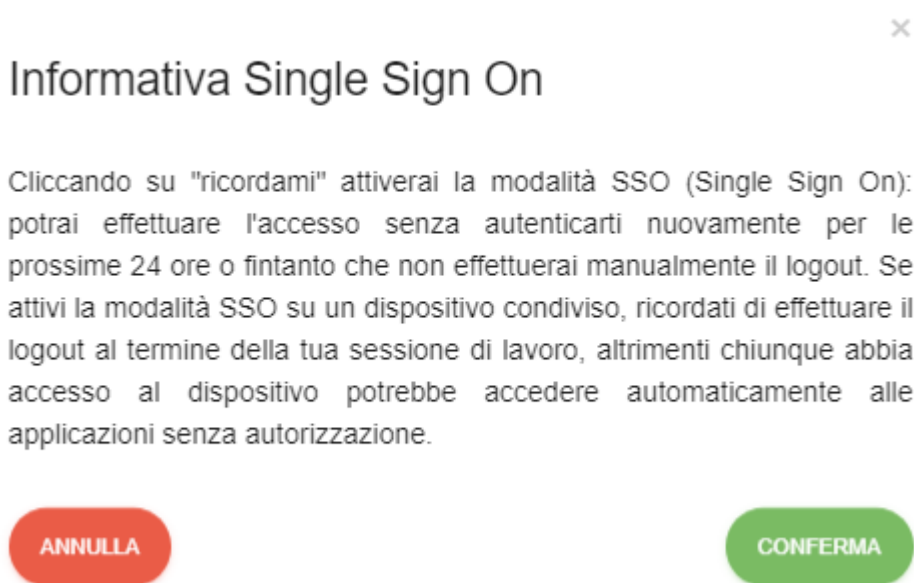 ×
Informativa Single Sign On
Cliccando su "ricordami" attiverai la modalità SSO (Single Sign On):
potrai effettuare l'accesso senza autenticarti nuovamente per le
prossime 24 ore o fintanto che non effettuerai manualmente il logout. Se
attivi la modalità SSO su un dispositivo condiviso, ricordati di effettuare il
logout al termine della tua sessione di lavoro, altrimenti chiunque abbia
accesso al dispositivo potrebbe accedere automaticamente alle
applicazioni senza autorizzazione.
ANNULLA
CONFERMA